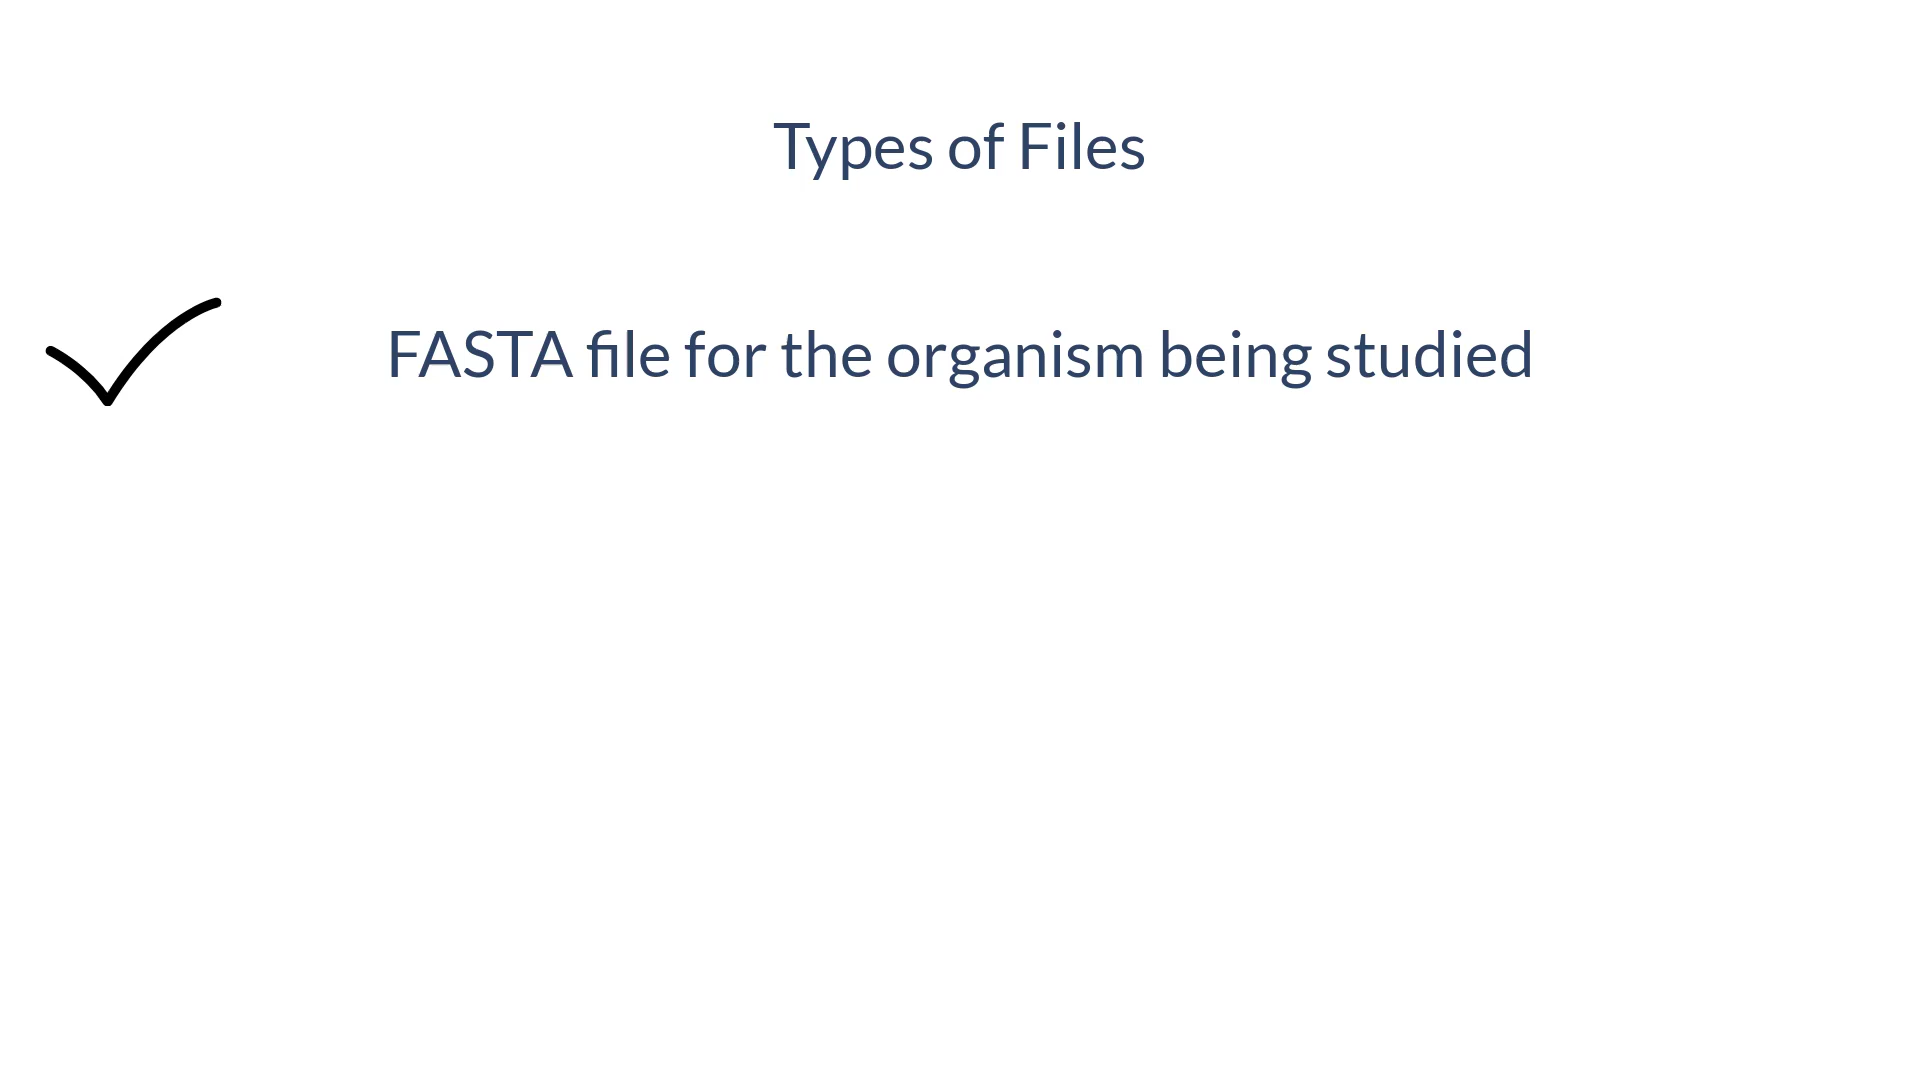 Types of Files
FASTA file for the organism being studied